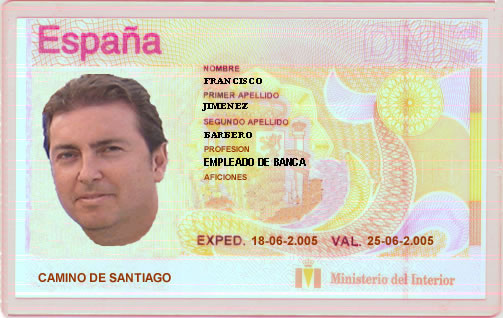 España
DNE
NOMBRE
FRANCISCO
PRIMER APELLIDO
JIMENEZ
SEGUNDO APELLIDO
BARBERO
PROFESION
EMPLEADO DE BANCA
AFICIONES
EXPED. 18-06-2.005 VAL. 25-06-2.005
CAMINO DE SANTIAGO
Ministerio del Interior